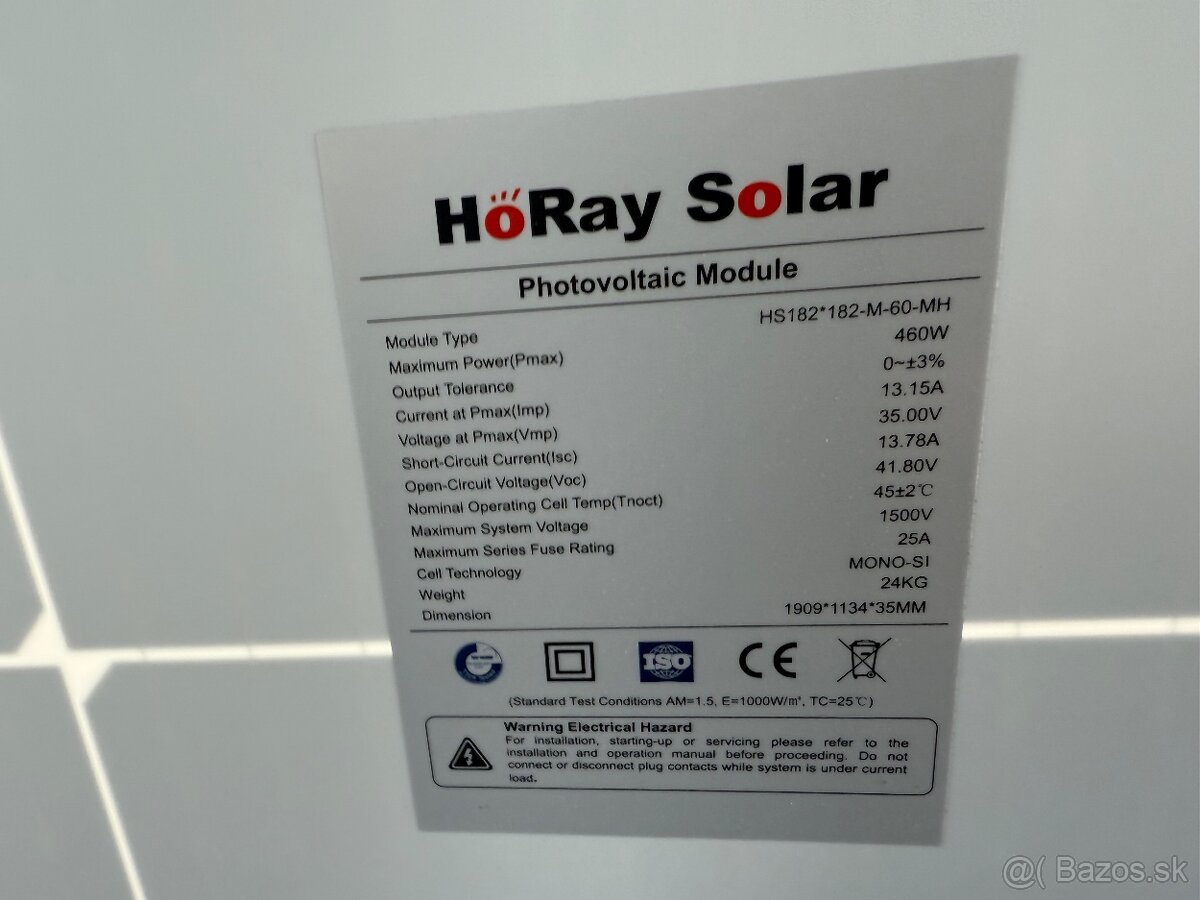 HöRay Solar
Photovoltaic Module
Module Type HS182*182-M-60-MH
Maximum Power(Pmax) 460W
Output Tolerance 0~±3%
Current at Pmax(Imp) 13.15A
Voltage at Pmax(Vmp) 35.00V
Short-Circuit Current(Isc) 13.78A
Open-Circuit Voltage(Voc) 41.80V
Nominal Operating Cell Temp(Tnoct) 45±2℃
Maximum System Voltage 1500V
Maximum Series Fuse Rating 25A
Cell Technology MONO-SI
Weight 24KG
Dimension 1909*1134*35MM
ISO CE
(Standard Test Conditions AM=1.5, E=1000W/m², TC=25℃)
Warning Electrical Hazard
For installation, starting-up or servicing please refer to the
installation and operation manual before proceeding. Do not
connect or disconnect plug contacts while system is under current
load.
@( Bazos.sk